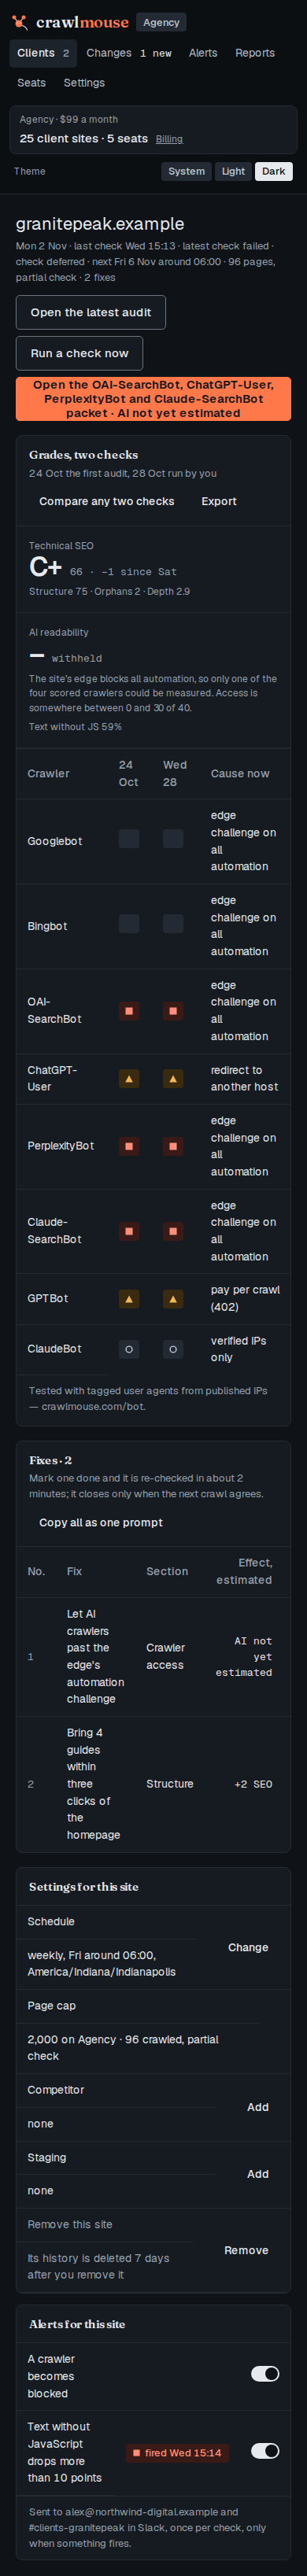 crawlmouse Agency
Clients 2 Changes 1 new Alerts Reports
Seats Settings
Agency · $99 a month
25 client sites · 5 seats Billing
Theme System Light Dark
granitepeak.example
Mon 2 Nov · last check Wed 15:13 · latest check failed ·
check deferred · next Fri 6 Nov around 06:00 · 96 pages,
partial check · 2 fixes
Open the latest audit
Run a check now
Open the OAI-SearchBot, ChatGPT-User,
PerplexityBot and Claude-SearchBot
packet · AI not yet estimated
Grades, two checks
24 Oct the first audit, 28 Oct run by you
Compare any two checks Export
Technical SEO
C+ 66 · −1 since Sat
Structure 75 · Orphans 2 · Depth 2.9
AI readability
– withheld
The site's edge blocks all automation, so only one of the
four scored crawlers could be measured. Access is
somewhere between 0 and 30 of 40.
Text without JS 59%
Crawler 24 Oct Wed 28 Cause now
Googlebot edge challenge on all automation
Bingbot edge challenge on all automation
OAI-SearchBot edge challenge on all automation
ChatGPT-User redirect to another host
PerplexityBot edge challenge on all automation
Claude-SearchBot edge challenge on all automation
GPTBot pay per crawl (402)
ClaudeBot verified IPs only
Tested with tagged user agents from published IPs
— crawlmouse.com/bot.
Fixes · 2
Mark one done and it is re-checked in about 2
minutes; it closes only when the next crawl agrees.
Copy all as one prompt
No. Fix Section Effect, estimated
1 Let AI crawlers past the edge's automation challenge Crawler access AI not yet estimated
2 Bring 4 guides within three clicks of the homepage Structure +2 SEO
Settings for this site
Schedule
weekly, Fri around 06:00,
America/Indiana/Indianapolis
Change
Page cap
2,000 on Agency · 96 crawled, partial
check
Competitor
none
Add
Staging
none
Add
Remove this site
Its history is deleted 7 days
after you remove it
Remove
Alerts for this site
A crawler
becomes
blocked
Text without
JavaScript
drops more
than 10 points
fired Wed 15:14
Sent to alex@northwind-digital.example and
#clients-granitepeak in Slack, once per check, only
when something fires.